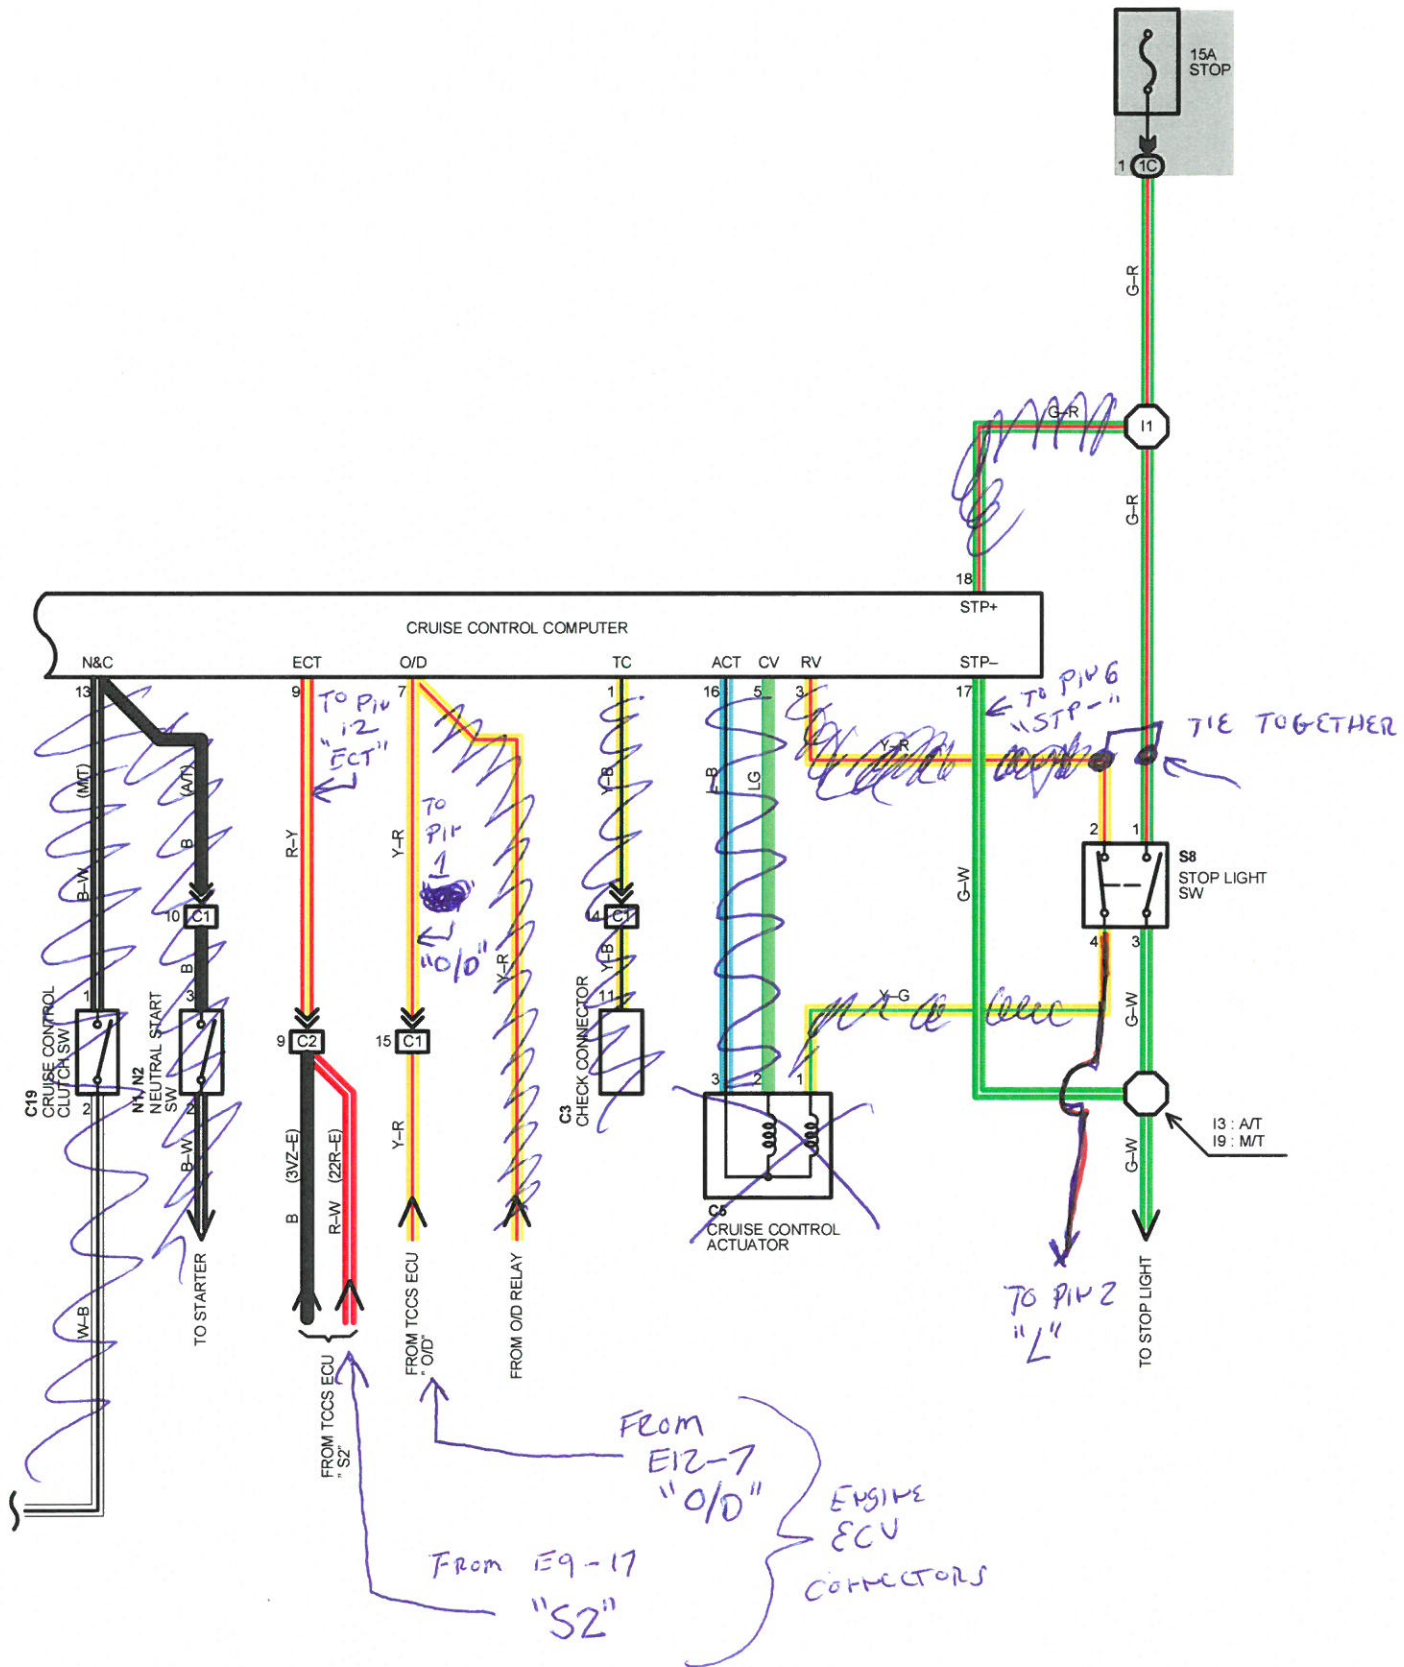 15A
STOP
1
1C
G-R
G-R
I1
G-R
18
STP+
CRUISE CONTROL COMPUTER
N&C
ECT
O/D
TC
ACT
CV
RV
STP-
13
9
7
1
16
5
3
17
TO PIN
12
"ECT"
TO PIN 6
"STP-"
TIE TOGETHER
Y-R
(M/T)
(A/T)
Y-B
L-B
LG
TO
PIN
1
"O/D"
2
1
R-Y
Y-R
B
B-W
G-W
S8
STOP LIGHT
SW
10
C1
14
C1
4
3
B
Y-R
Y-B
1
3
11
Y-G
G-W
9
C2
15
C1
C19
CRUISE CONTROL
CLUTCH SW
N1, N2
NEUTRAL START
SW
C3
CHECK CONNECTOR
3
2
1
2
2
I3 : A/T
I9 : M/T
B-W
(3VZ-E)
(22R-E)
Y-R
G-W
B
R-W
C5
CRUISE CONTROL
ACTUATOR
TO STARTER
FROM TCCS ECU
"O/D"
FROM O/D RELAY
TO STOP LIGHT
TO PIN 2
"L"
W-B
FROM TCCS ECU
"S2"
FROM
E12-7
"O/D"
ENGINE
ECU
CONNECTORS
FROM E9-17
"S2"